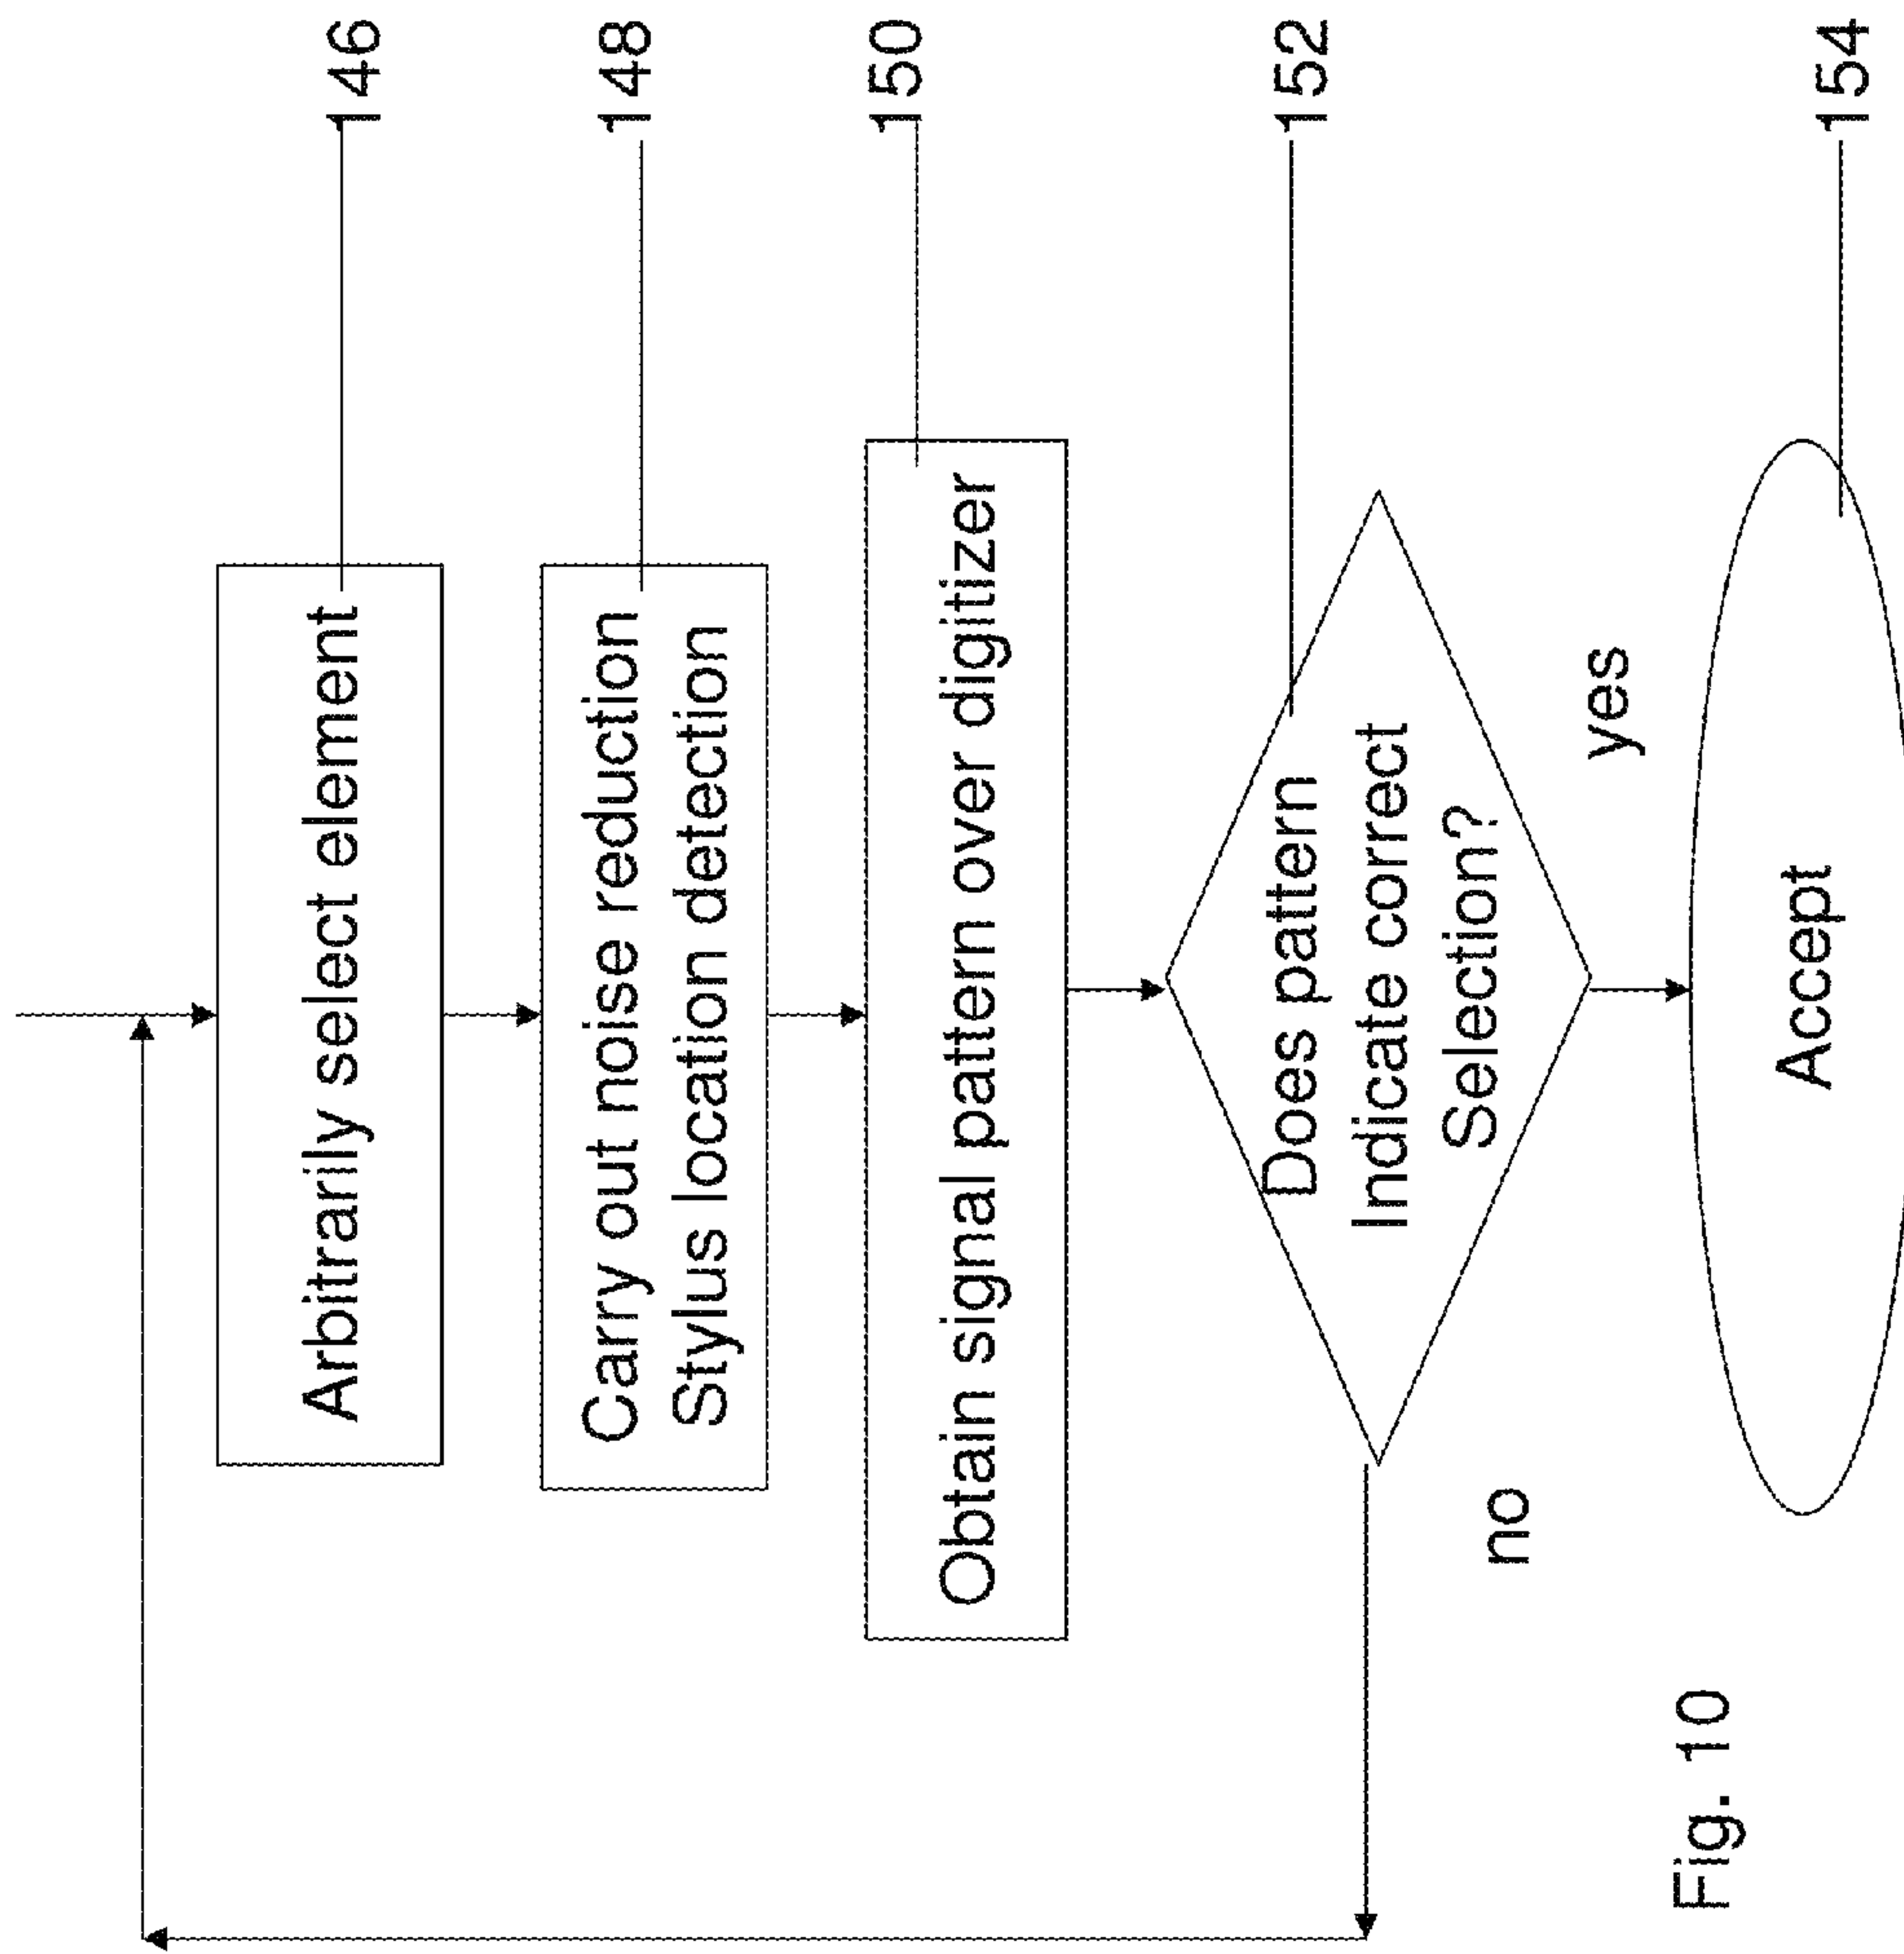 146
Arbitrarily select element
148
Carry out noise reduction
Stylus location detection
150
Obtain signal pattern over digitizer
152
Does pattern
Indicate correct
Selection?
no
yes
154
Accept
Fig. 10